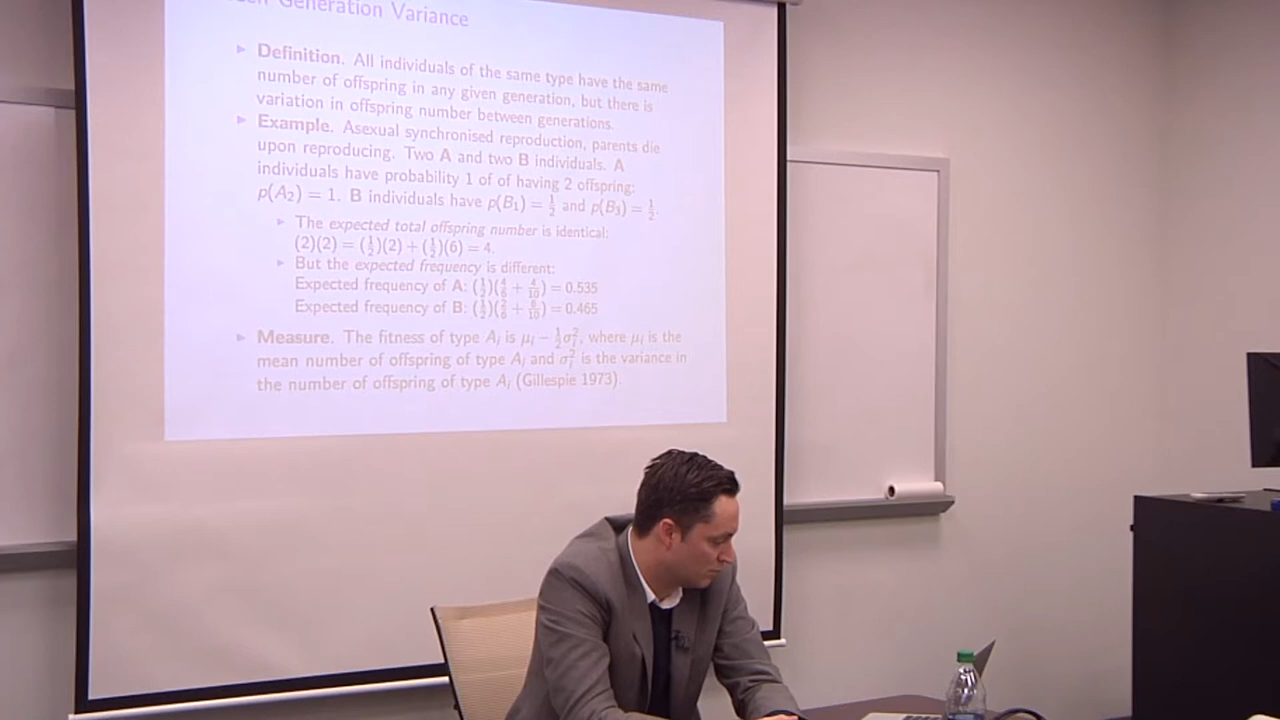 Generation Variance
▶ Definition. All individuals of the same type have the same
number of offspring in any given generation, but there is
variation in offspring number between generations.
▶ Example. Asexual synchronised reproduction, parents die
upon reproducing. Two A and two B individuals. A
individuals have probability 1 of of having 2 offspring:
p(A₂) = 1. B individuals have p(B₁) = ½ and p(B₃) = ½.
▶ The expected total offspring number is identical:
(2)(2) = (½)(2) + (½)(6) = 4.
▶ But the expected frequency is different:
Expected frequency of A: (½)(4/6 + 4/10) = 0.535
Expected frequency of B: (½)(2/6 + 6/10) = 0.465
▶ Measure. The fitness of type Aᵢ is μᵢ − ½σᵢ², where μᵢ is the
mean number of offspring of type Aᵢ and σᵢ² is the variance in
the number of offspring of type Aᵢ (Gillespie 1973).